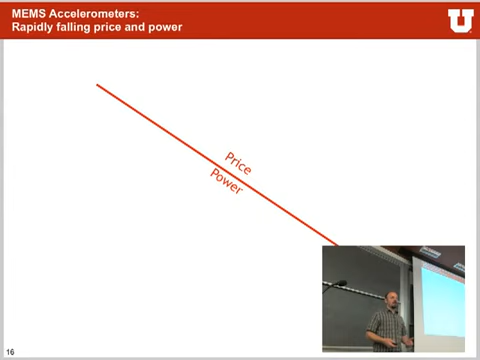 MEMS Accelerometers:
Rapidly falling price and power
U
Price
Power
16